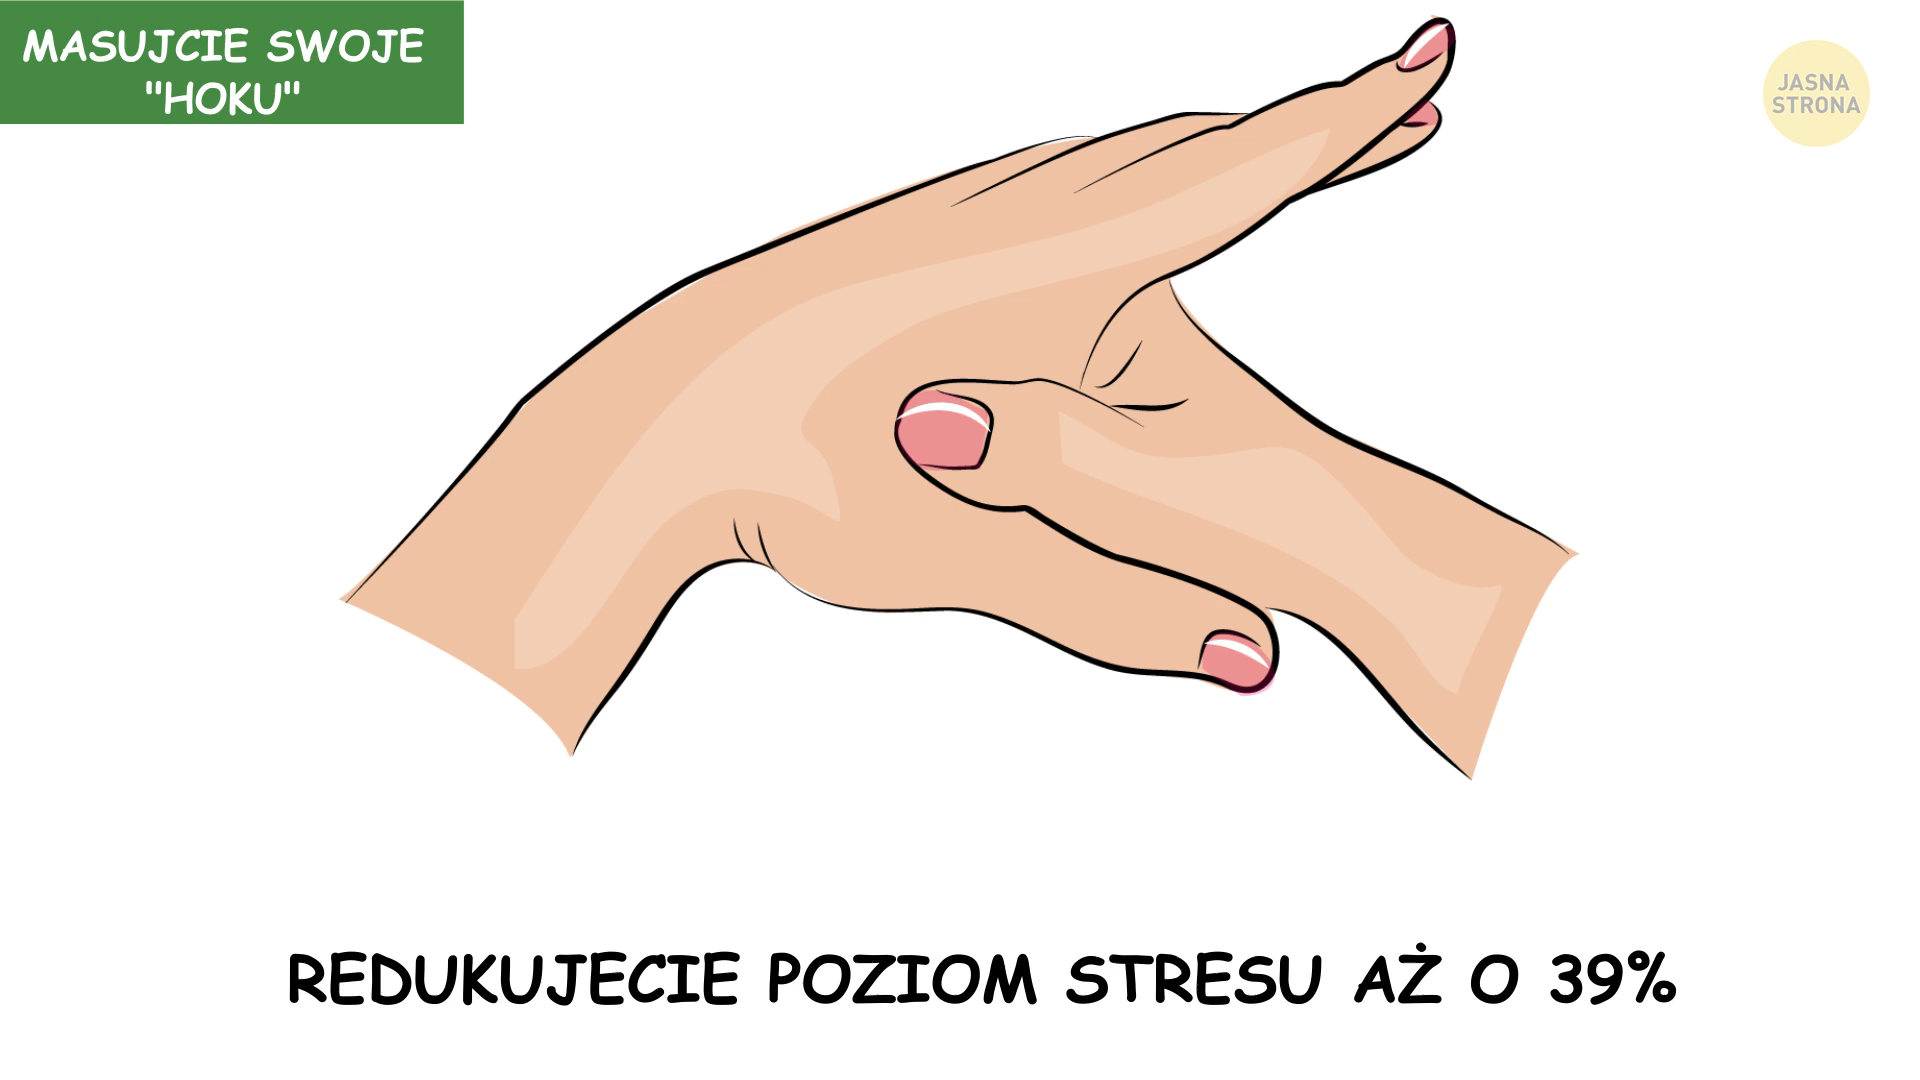 MASUJCIE SWOJE
"HOKU"
JASNA
STRONA
REDUKUJECIE POZIOM STRESU AŻ O 39%